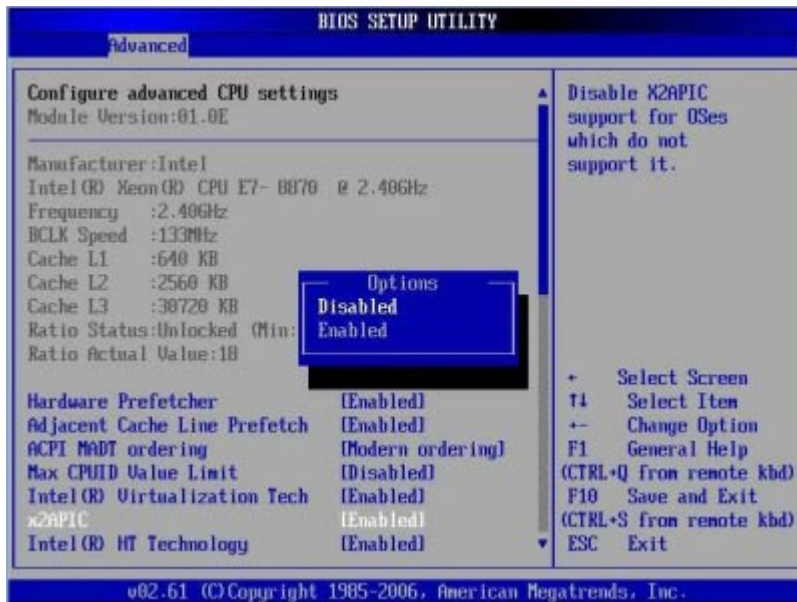 BIOS SETUP UTILITY
Advanced
Configure advanced CPU settings
Module Version:01.0E
Manufacturer:Intel
Intel(R) Xeon(R) CPU E7- 8870 @ 2.40GHz
Frequency :2.40GHz
BCLK Speed :133MHz
Cache L1 :640 KB
Cache L2 :2560 KB
Cache L3 :30720 KB
Ratio Status:Unlocked (Min:
Ratio Actual Value:18
Options
Disabled
Enabled
Hardware Prefetcher [Enabled]
Adjacent Cache Line Prefetch [Enabled]
ACPI MADT ordering [Modern ordering]
Max CPUID Value Limit [Disabled]
Intel(R) Virtualization Tech [Enabled]
x2APIC [Enabled]
Intel(R) HT Technology [Enabled]
Disable X2APIC
support for OSes
which do not
support it.
← Select Screen
↑↓ Select Item
+- Change Option
F1 General Help
(CTRL+Q from remote kbd)
F10 Save and Exit
(CTRL+S from remote kbd)
ESC Exit
v02.61 (C)Copyright 1985-2006, American Megatrends, Inc.